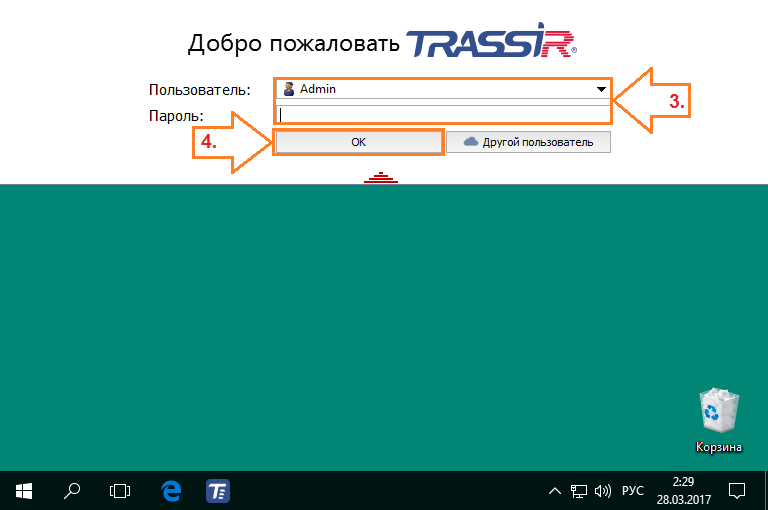 Добро пожаловать TRASSIR®
Пользователь: Admin
3.
Пароль:
4.
OK Другой пользователь
Корзина
РУС
2:29
28.03.2017